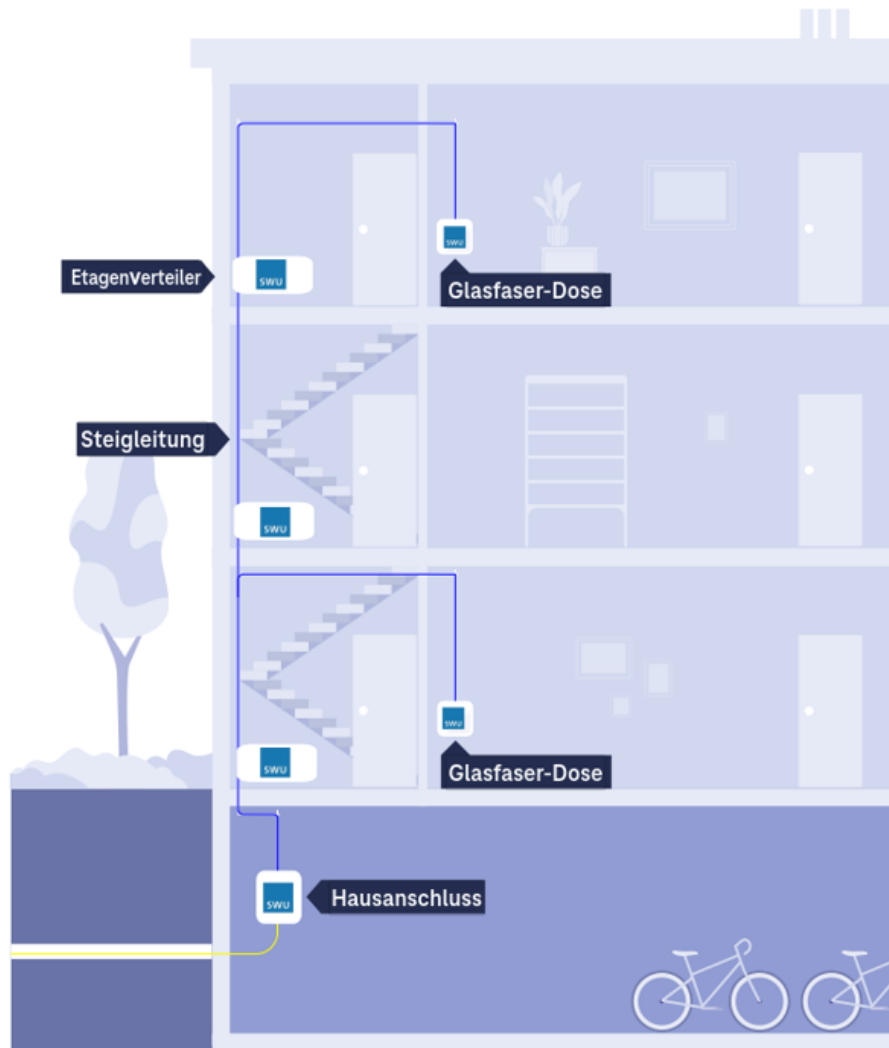 SWU
Etagenverteiler
SWU
Glasfaser-Dose
Steigleitung
SWU
SWU
SWU
Glasfaser-Dose
SWU
Hausanschluss